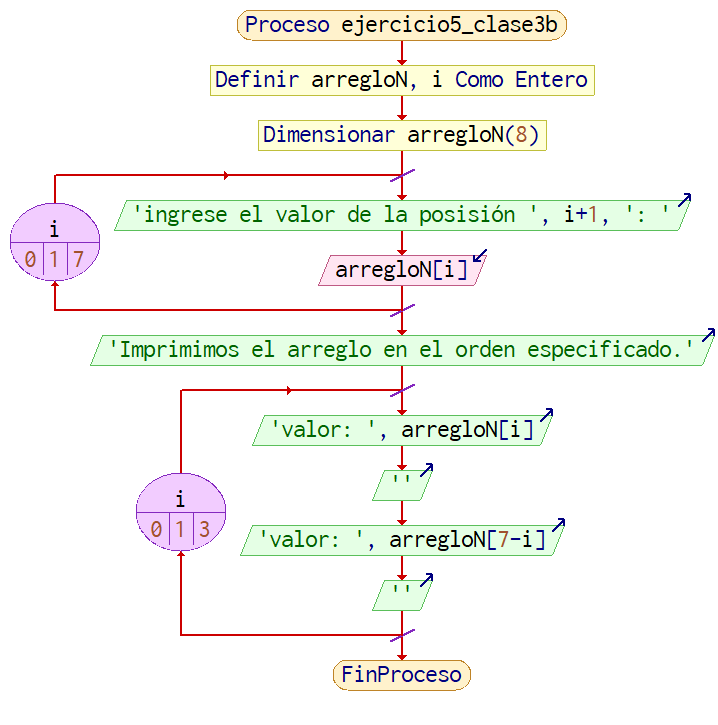 Proceso ejercicio5_clase3b
Definir arregloN, i Como Entero
Dimensionar arregloN(8)
'ingrese el valor de la posisión ', i+1, ': '
i
0 1 7
arregloN[i]
'Imprimimos el arreglo en el orden especificado.'
'valor: ', arregloN[i]
''
i
0 1 3
'valor: ', arregloN[7-i]
''
FinProceso